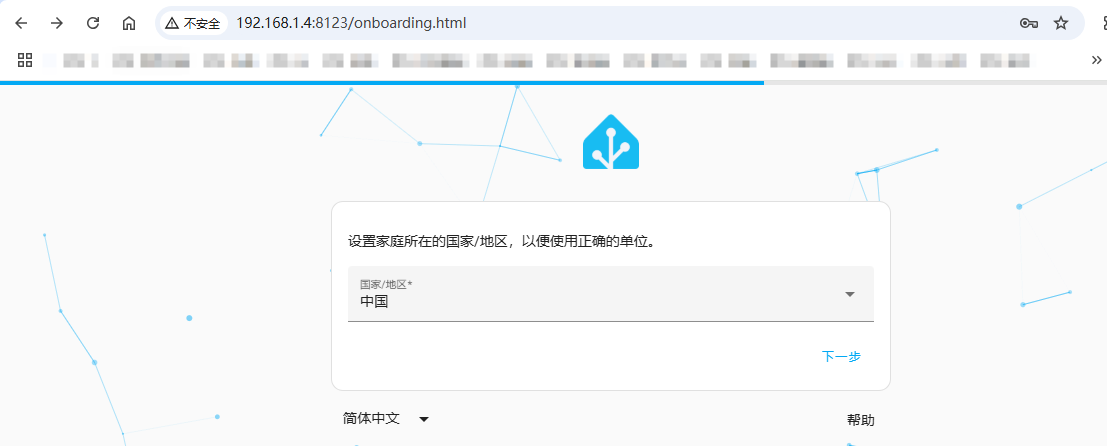 不安全 192.168.1.4:8123/onboarding.html
»
设置家庭所在的国家/地区，以便使用正确的单位。
国家/地区*
中国
下一步
简体中文
帮助